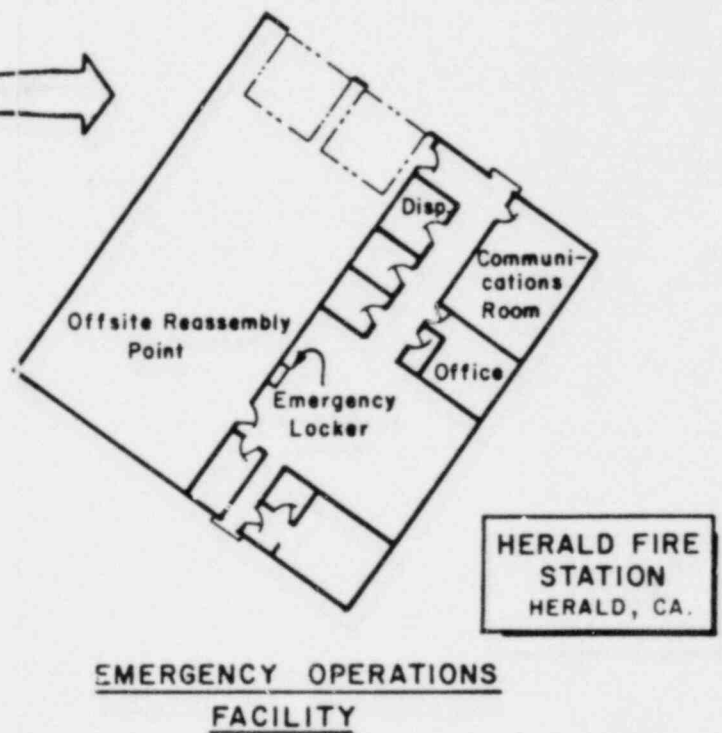 Disp.
Communi-
cations
Room
Offsite Reassembly
Point
Office
Emergency
Locker
HERALD FIRE
STATION
HERALD, CA.
EMERGENCY OPERATIONS
FACILITY